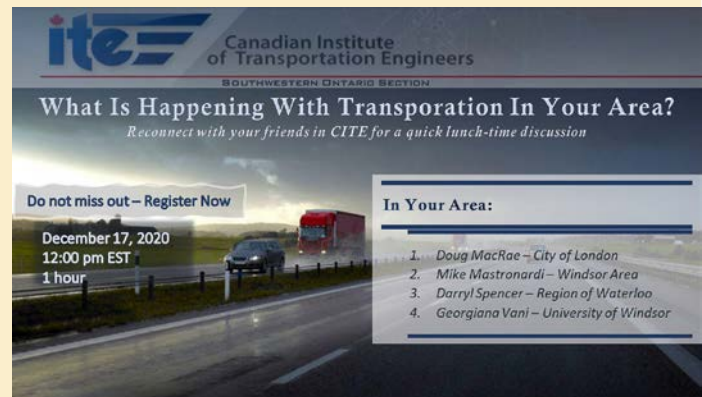 ite
Canadian Institute
of Transportation Engineers
SOUTHWESTERN ONTARIO SECTION
What Is Happening With Transporation In Your Area?
Reconnect with your friends in CITE for a quick lunch-time discussion
Do not miss out – Register Now
December 17, 2020
12:00 pm EST
1 hour
In Your Area:
1. Doug MacRae – City of London
2. Mike Mastronardi – Windsor Area
3. Darryl Spencer – Region of Waterloo
4. Georgiana Vani – University of Windsor